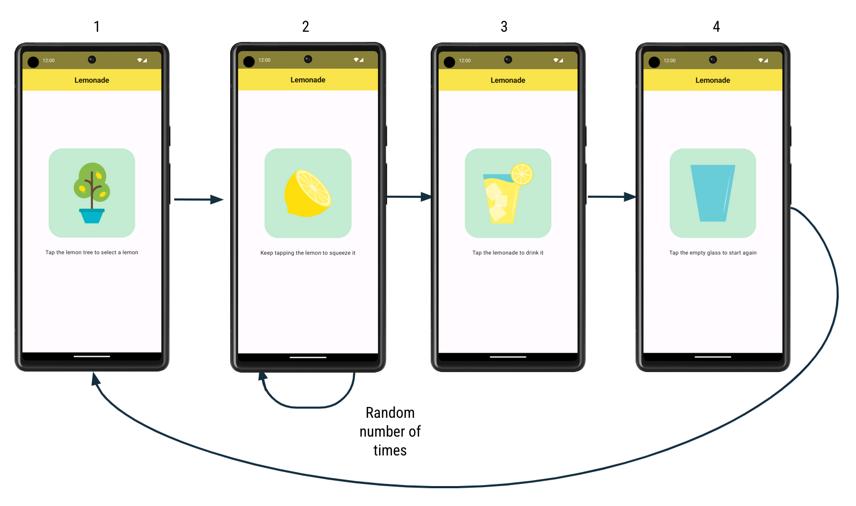 1
2
3
4
12:00
12:00
12:00
12:00
Lemonade
Lemonade
Lemonade
Lemonade
Tap the lemon tree to select a lemon
Keep tapping the lemon to squeeze it
Tap the lemonade to drink it
Tap the empty glass to start again
Random
number of
times